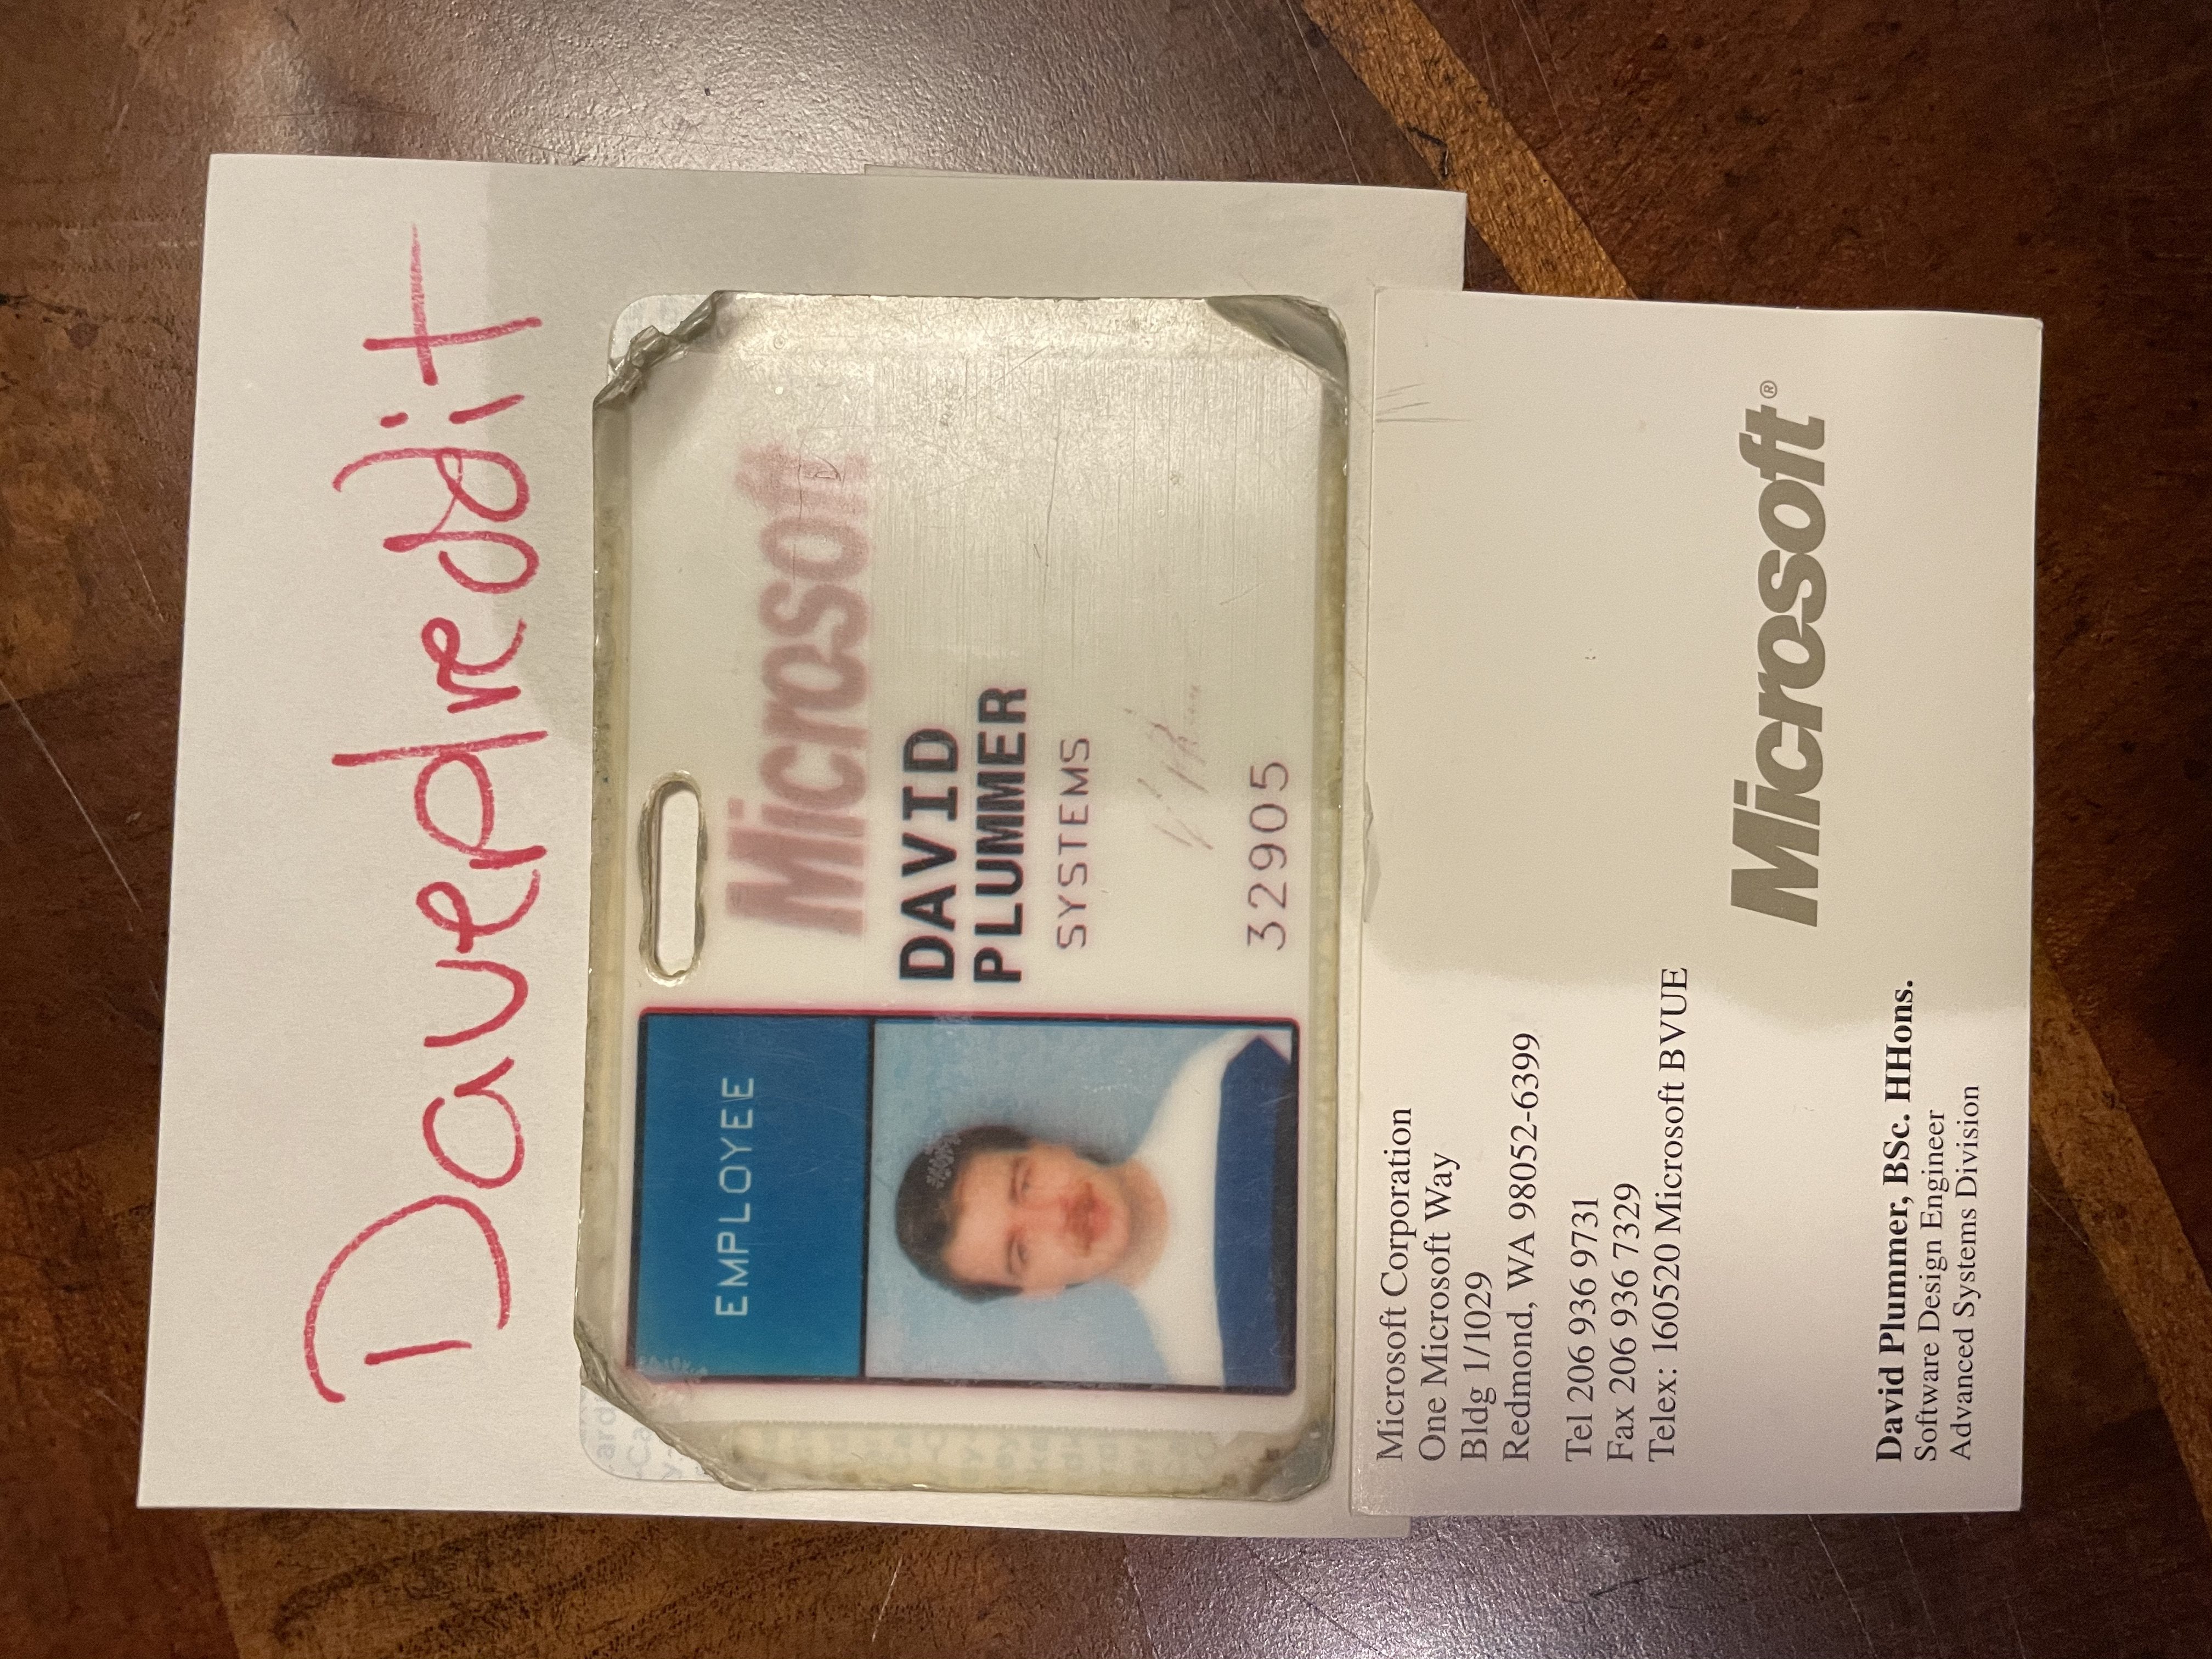 DavePlreddit
EMPLOYEE
Microsoft
DAVID
PLUMMER
SYSTEMS
32905
Microsoft Corporation
One Microsoft Way
Bldg 1/1029
Redmond, WA 98052-6399
Tel 206 936 9731
Fax 206 936 7329
Telex: 160520 Microsoft BVUE
Microsoft®
David Plummer, BSc. HHons.
Software Design Engineer
Advanced Systems Division